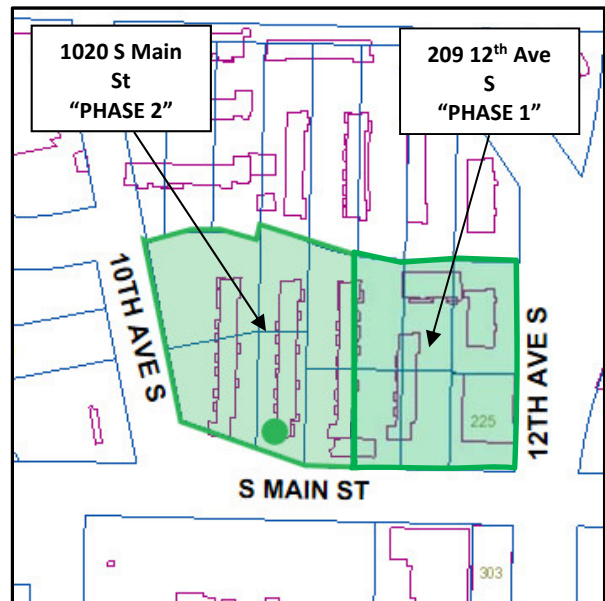 1020 S Main
St
“PHASE 2”
209 12th Ave
S
“PHASE 1”
10TH AVE S
12TH AVE S
225
S MAIN ST
303